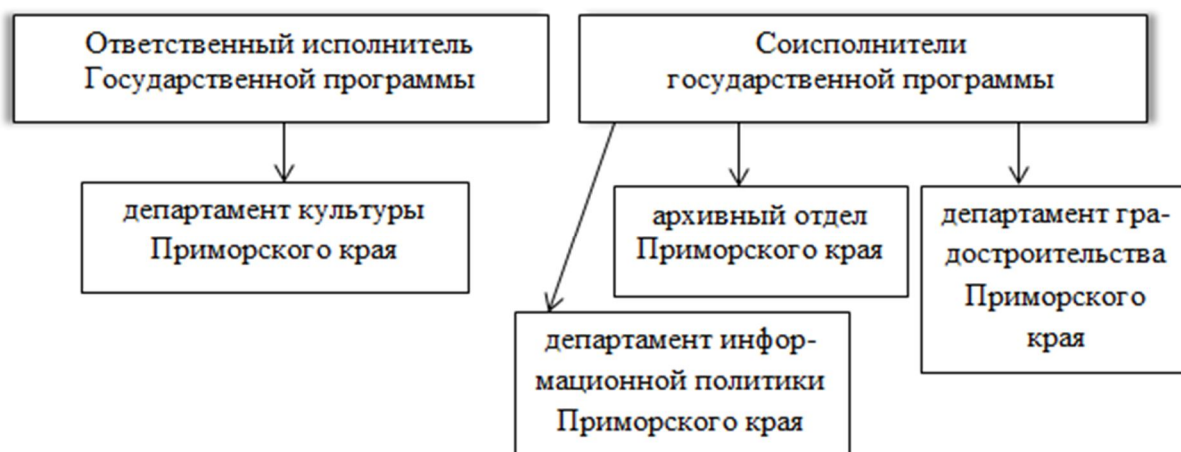 Ответственный исполнитель
Государственной программы
Соисполнители
государственной программы
департамент культуры
Приморского края
архивный отдел
Приморского края
департамент гра-
достроительства
Приморского
края
департамент инфор-
мационной политики
Приморского края